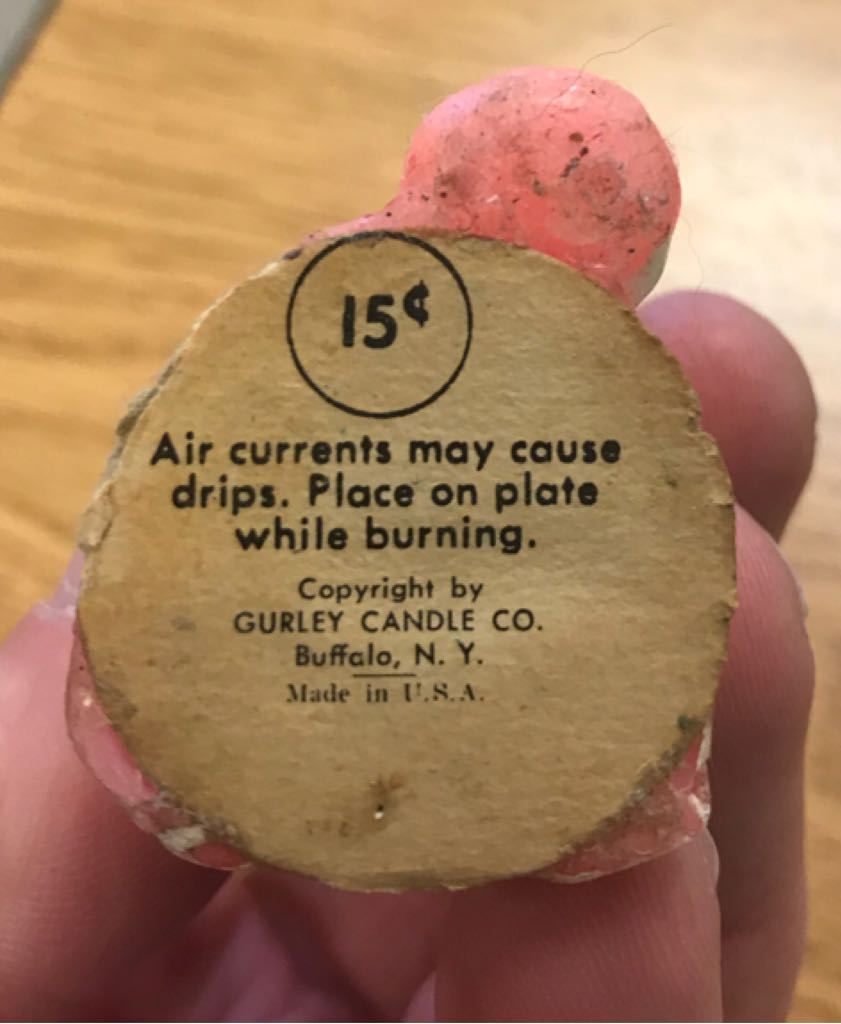 15¢
Air currents may cause
drips. Place on plate
while burning.
Copyright by
GURLEY CANDLE CO.
Buffalo, N. Y.
Made in U.S.A.